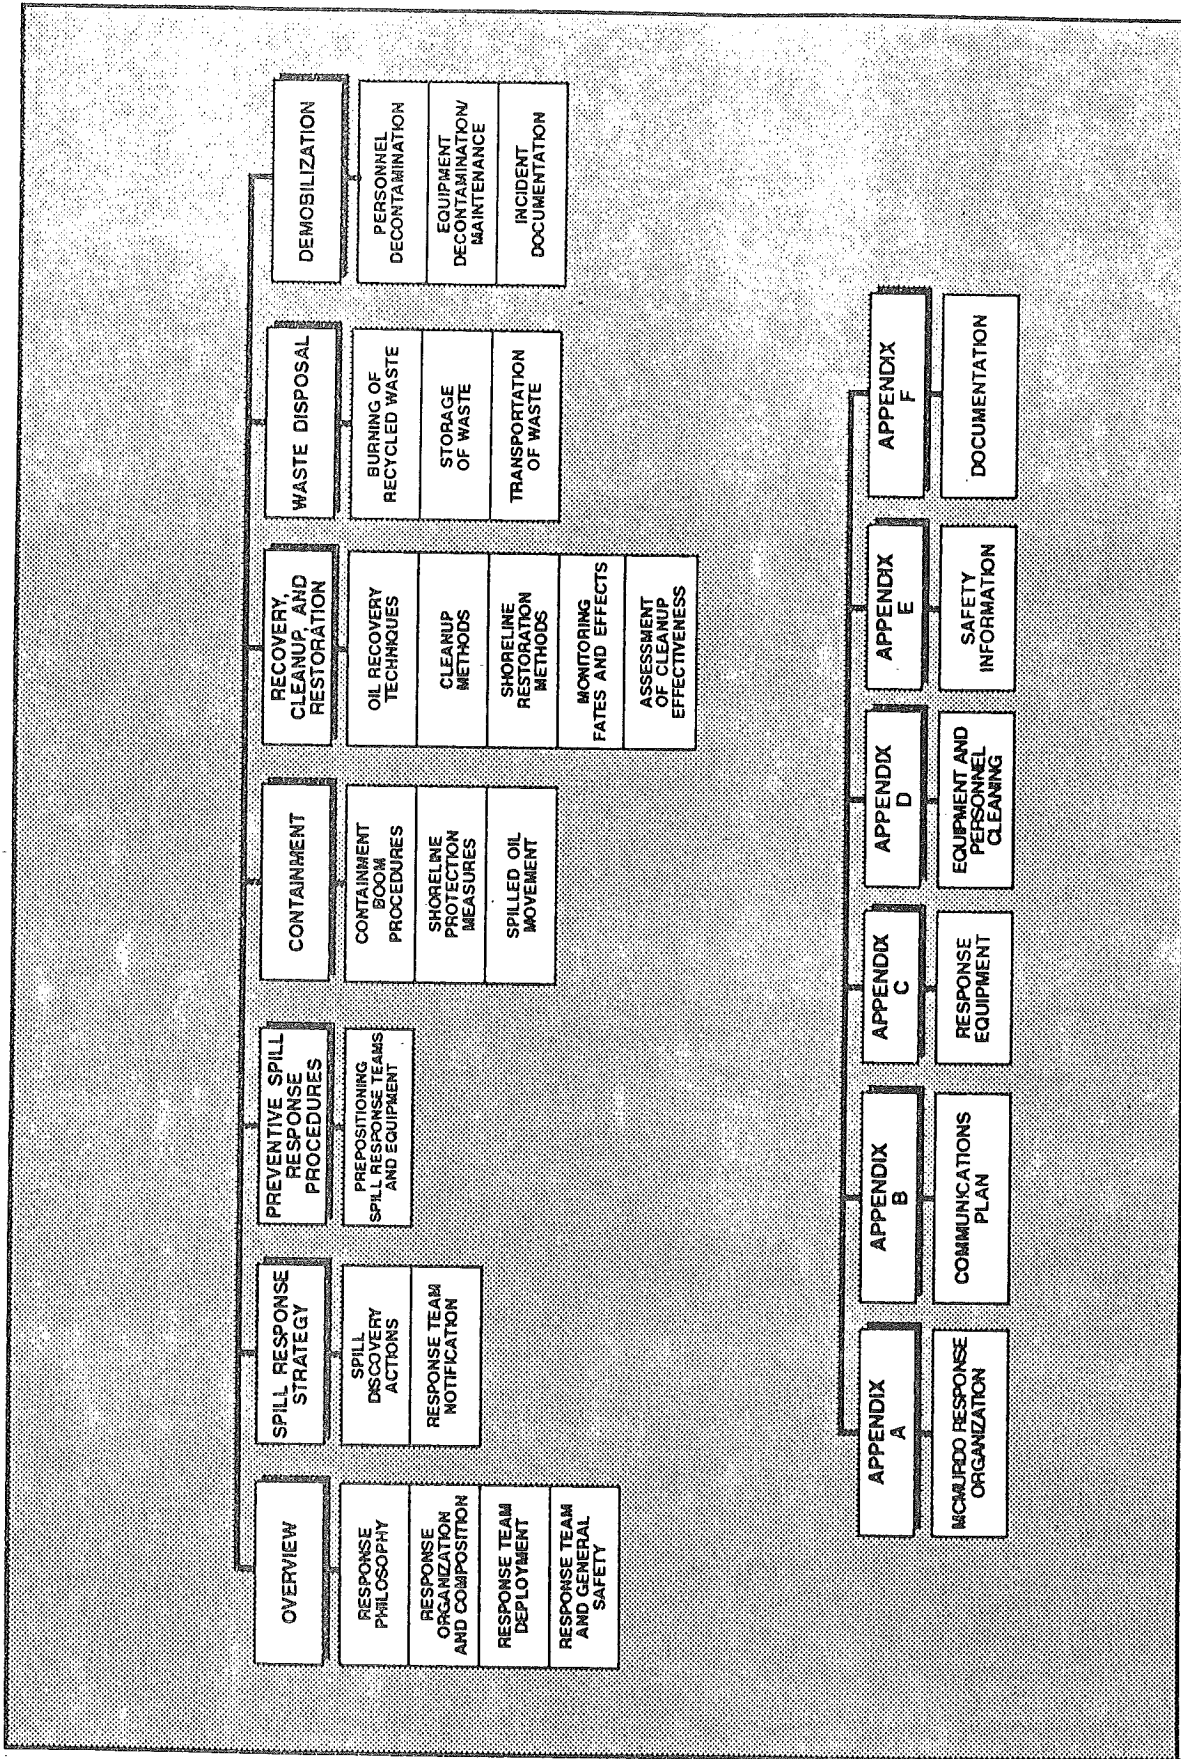 OVERVIEW
RESPONSE
PHILOSOPHY
RESPONSE
ORGANIZATION
AND COMPOSITION
RESPONSE TEAM
DEPLOYMENT
RESPONSE TEAM
AND GENERAL
SAFETY
SPILL RESPONSE
STRATEGY
SPILL
DISCOVERY
ACTIONS
RESPONSE TEAM
NOTIFICATION
PREVENTIVE SPILL
RESPONSE
PROCEDURES
PREPOSITIONING
SPILL RESPONSE TEAMS
AND EQUIPMENT
CONTAINMENT
CONTAINMENT
BOOM
PROCEDURES
SHORELINE
PROTECTION
MEASURES
SPILLED OIL
MOVEMENT
RECOVERY,
CLEANUP, AND
RESTORATION
OIL RECOVERY
TECHNIQUES
CLEANUP
METHODS
SHORELINE
RESTORATION
METHODS
MONITORING
FATES AND EFFECTS
ASSESSMENT
OF CLEANUP
EFFECTIVENESS
WASTE DISPOSAL
BURNING OF
RECYCLED WASTE
STORAGE
OF WASTE
TRANSPORTATION
OF WASTE
DEMOBILIZATION
PERSONNEL
DECONTAMINATION
EQUIPMENT
DECONTAMINATION/
MAINTENANCE
INCIDENT
DOCUMENTATION
APPENDIX
A
MCMURDO RESPONSE
ORGANIZATION
APPENDIX
B
COMMUNICATIONS
PLAN
APPENDIX
C
RESPONSE
EQUIPMENT
APPENDIX
D
EQUIPMENT AND
PERSONNEL
CLEANING
APPENDIX
E
SAFETY
INFORMATION
APPENDIX
F
DOCUMENTATION